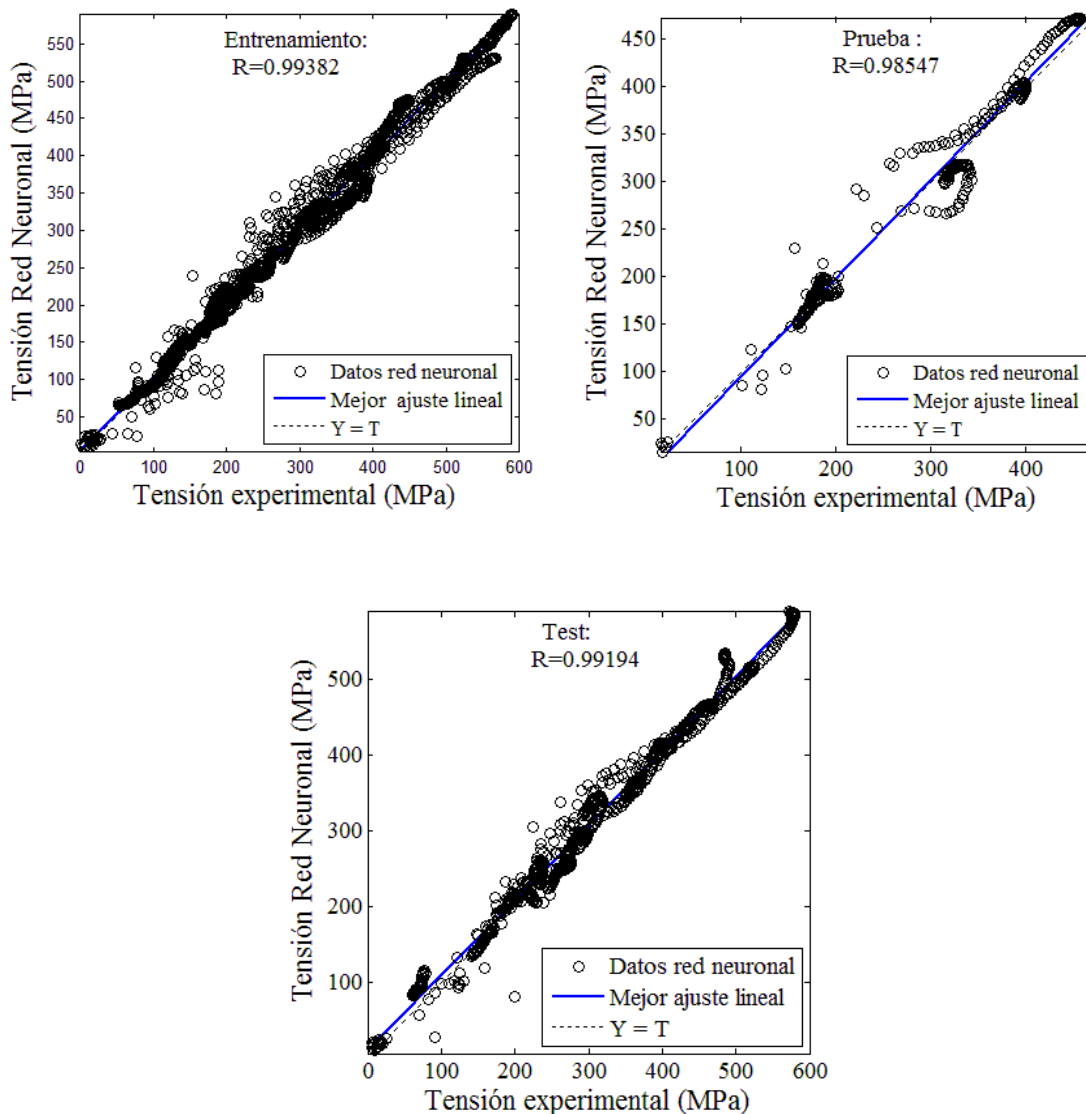 Entrenamiento:
R=0.99382
Tensión Red Neuronal (MPa)
550
500
450
400
350
300
250
200
150
100
50
Datos red neuronal
Mejor ajuste lineal
Y = T
0 100 200 300 400 500 600
Tensión experimental (MPa)
Prueba :
R=0.98547
Tensión Red Neuronal (MPa)
450
400
350
300
250
200
150
100
50
Datos red neuronal
Mejor ajuste lineal
Y = T
100 200 300 400
Tensión experimental (MPa)
Test:
R=0.99194
Tensión Red Neuronal (MPa)
500
400
300
200
100
Datos red neuronal
Mejor ajuste lineal
Y = T
0 100 200 300 400 500 600
Tensión experimental (MPa)